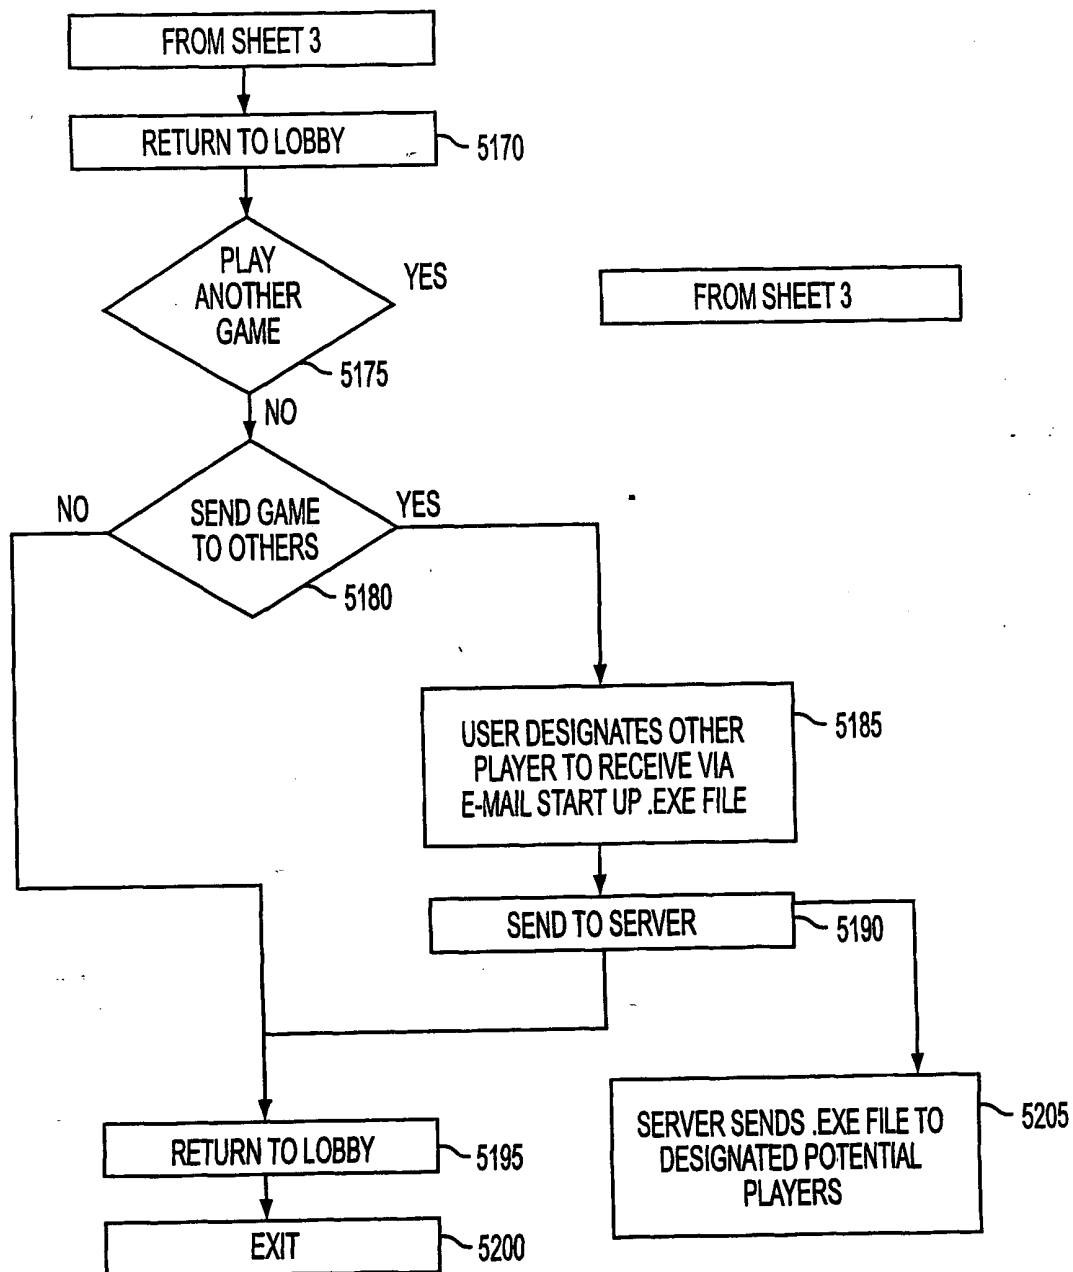 FROM SHEET 3
RETURN TO LOBBY
5170
PLAY
ANOTHER
GAME
YES
5175
FROM SHEET 3
NO
SEND GAME
TO OTHERS
NO
YES
5180
USER DESIGNATES OTHER
PLAYER TO RECEIVE VIA
E-MAIL START UP .EXE FILE
5185
SEND TO SERVER
5190
SERVER SENDS .EXE FILE TO
DESIGNATED POTENTIAL
PLAYERS
5205
RETURN TO LOBBY
5195
EXIT
5200